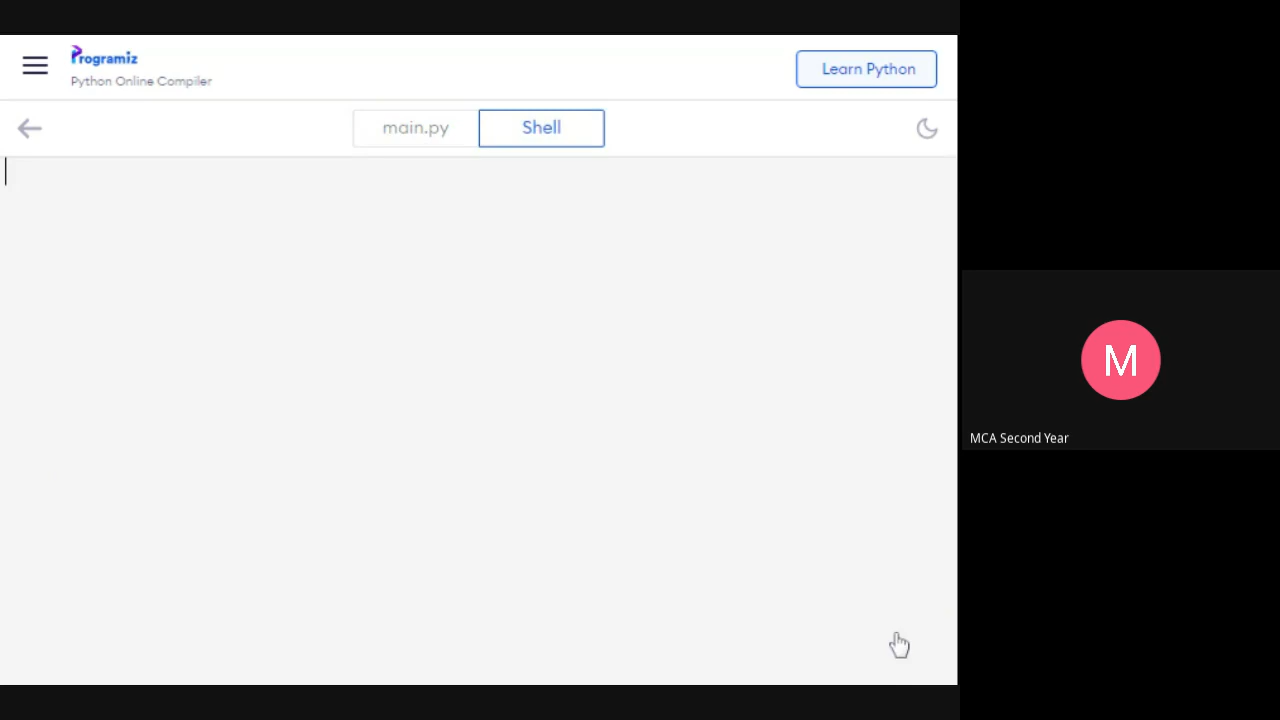 Programiz
Python Online Compiler
Learn Python
main.py
Shell
M
MCA Second Year